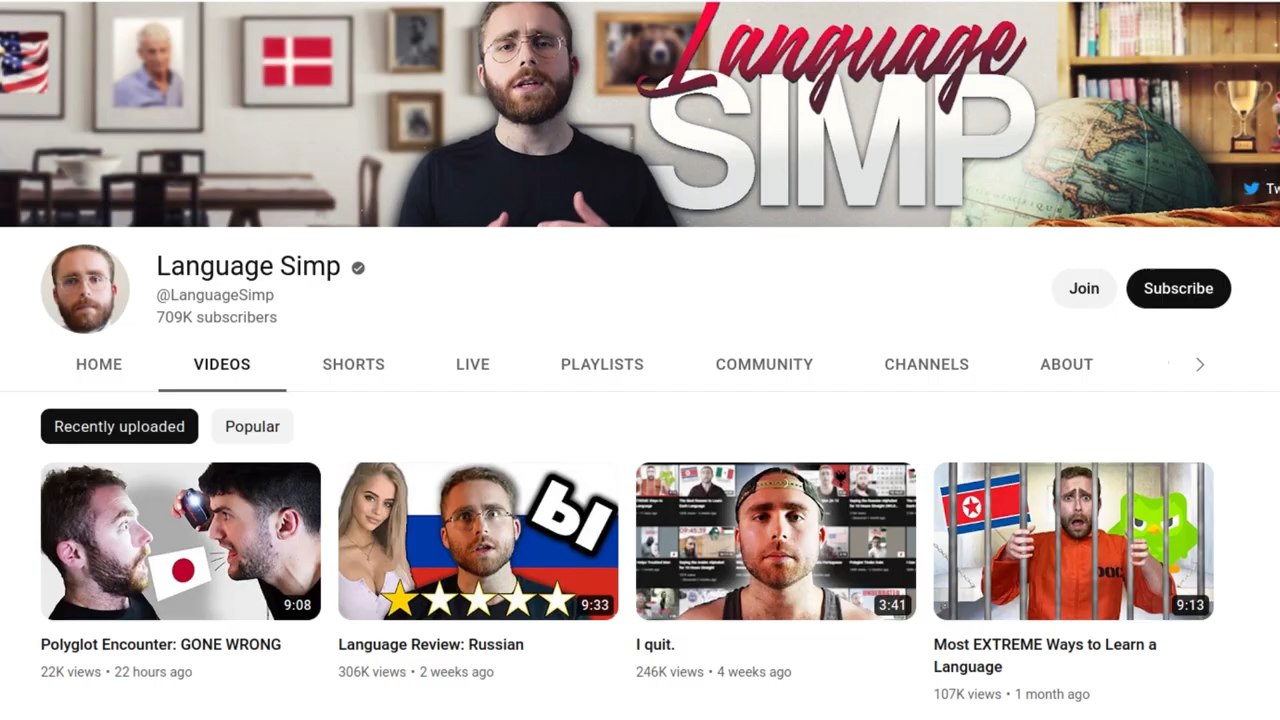 Language
SIMP
Tw
Language Simp
@LanguageSimp
709K subscribers
Join
Subscribe
HOME
VIDEOS
SHORTS
LIVE
PLAYLISTS
COMMUNITY
CHANNELS
ABOUT
Recently uploaded
Popular
9:08
Ы
9:33
3:41
DOC
9:13
Polyglot Encounter: GONE WRONG
22K views • 22 hours ago
Language Review: Russian
306K views • 2 weeks ago
I quit.
246K views • 4 weeks ago
Most EXTREME Ways to Learn a
Language
107K views • 1 month ago